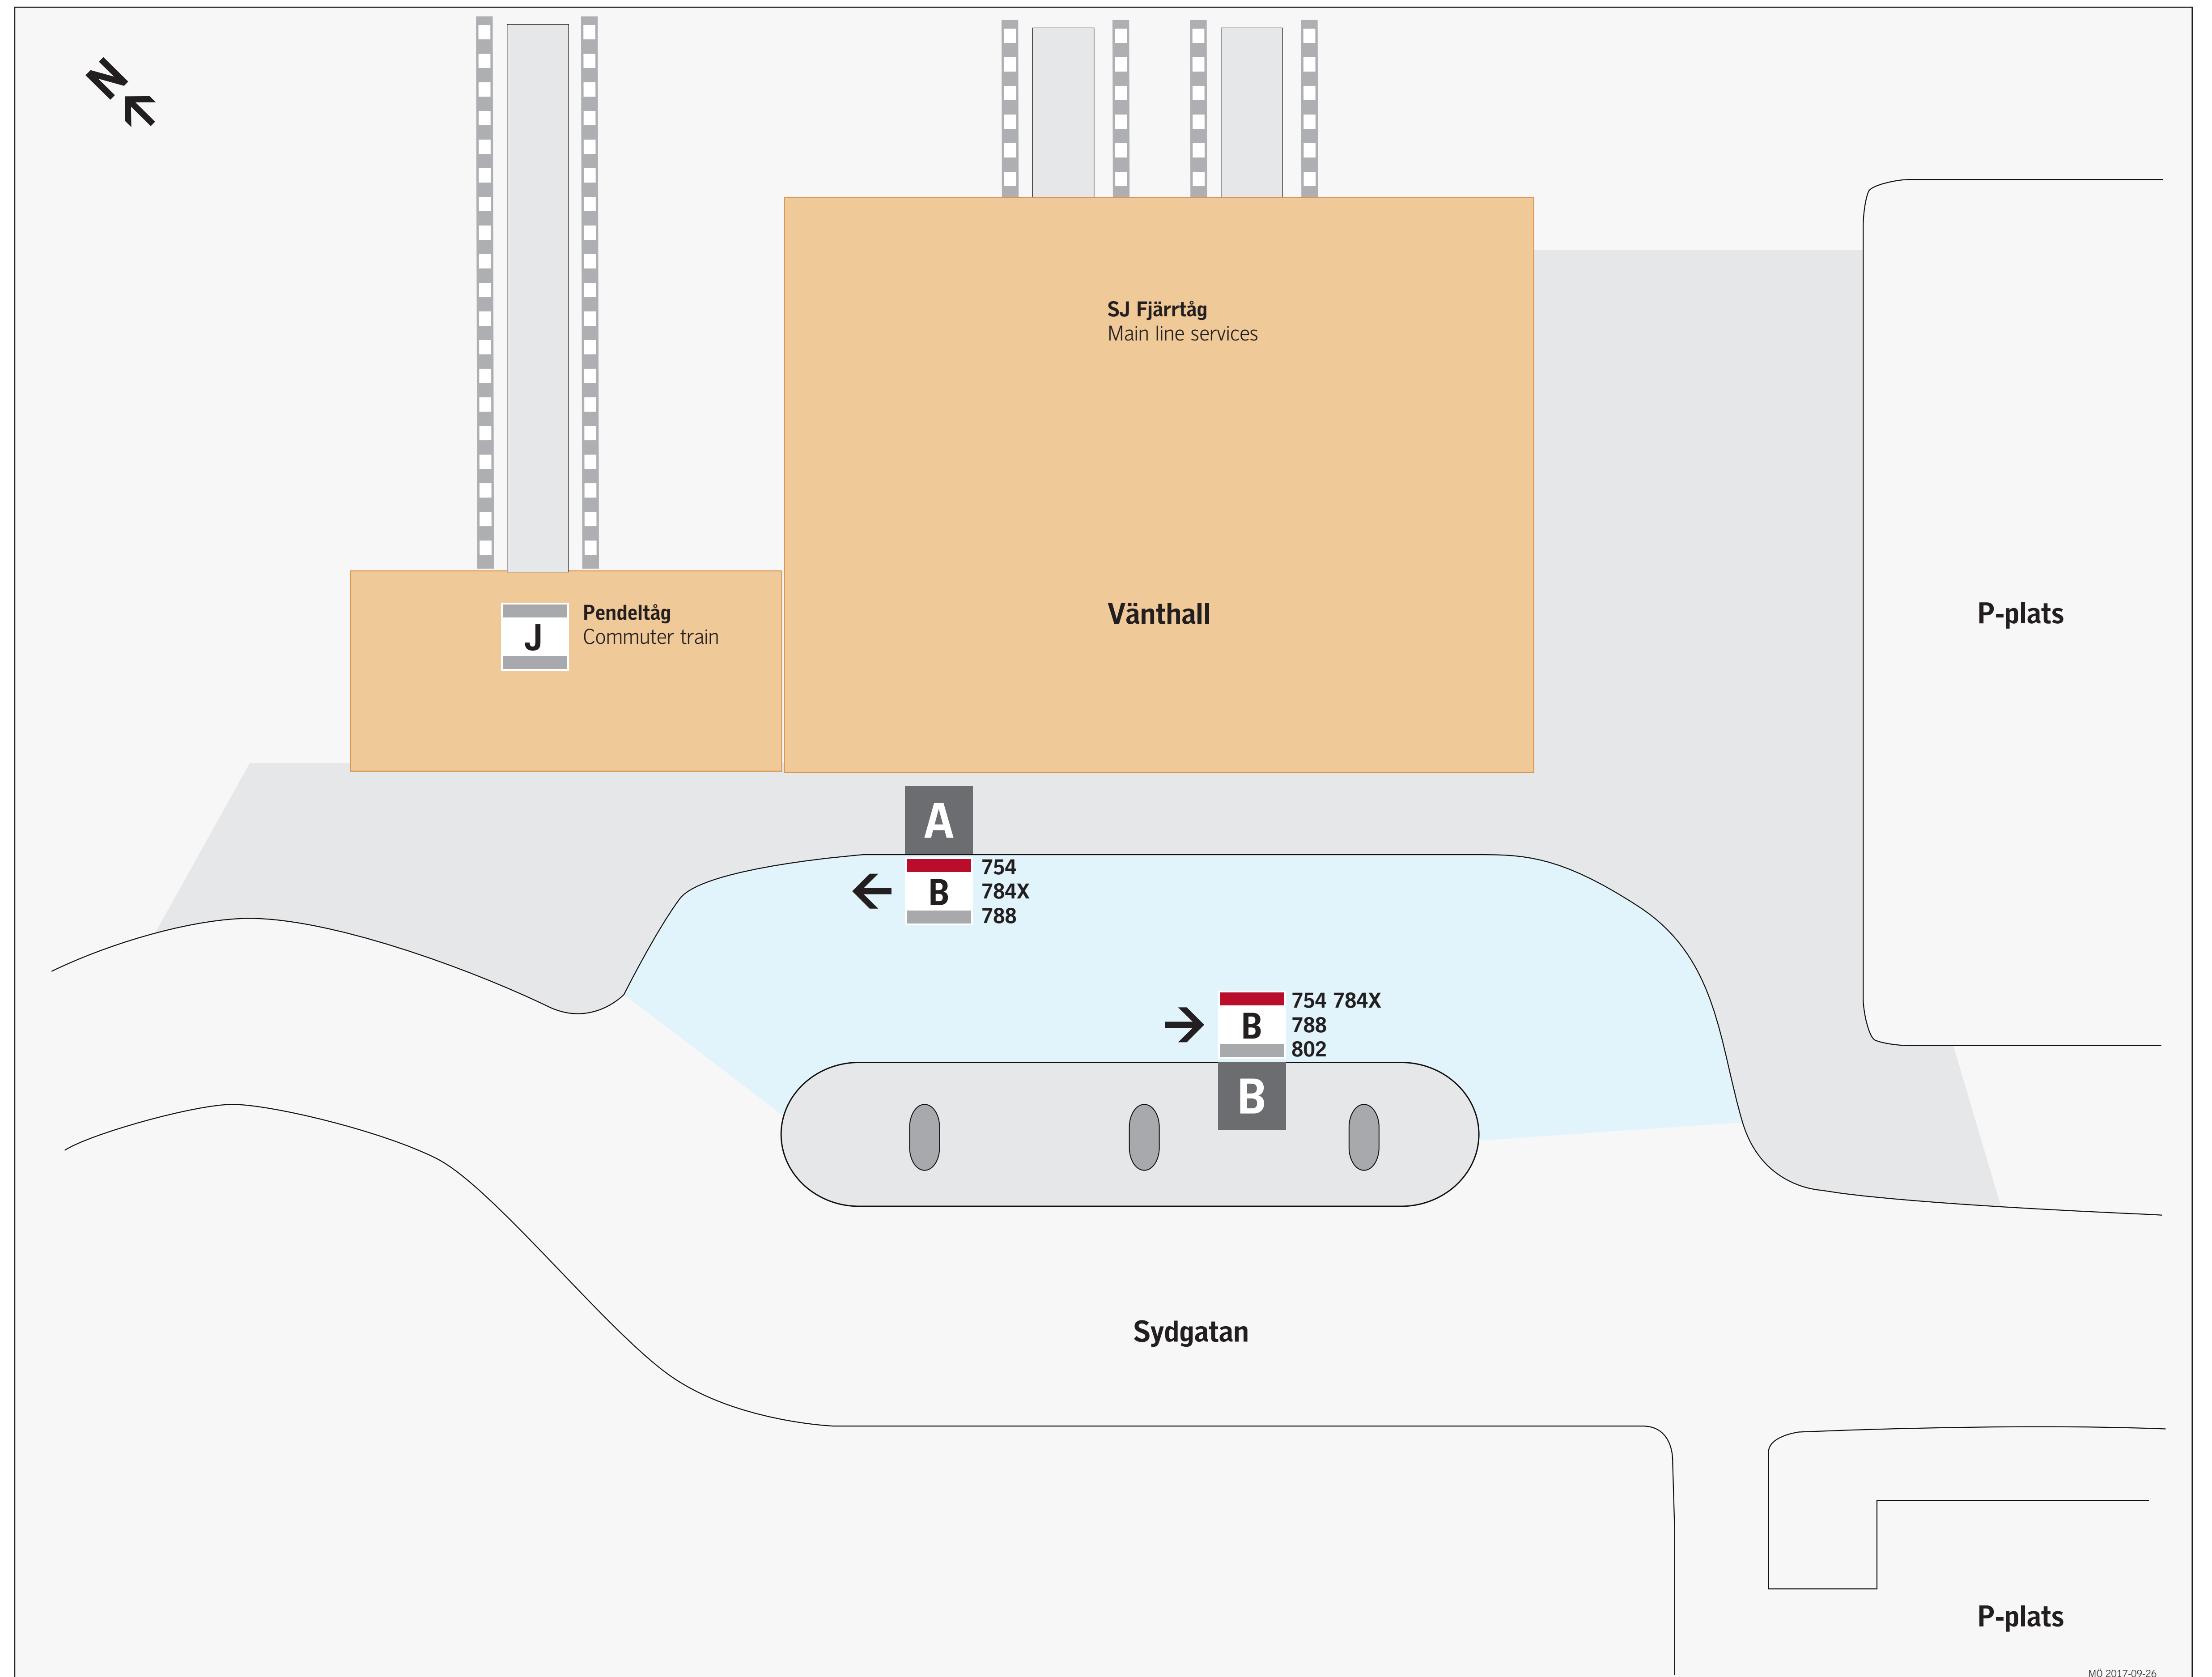 N
SJ Fjärrtåg
Main line services
J
Pendeltåg
Commuter train
Vänthall
P-plats
A
B
754
784X
788
B
754 784X
788
802
B
Sydgatan
P-plats
MÖ 2017-09-26